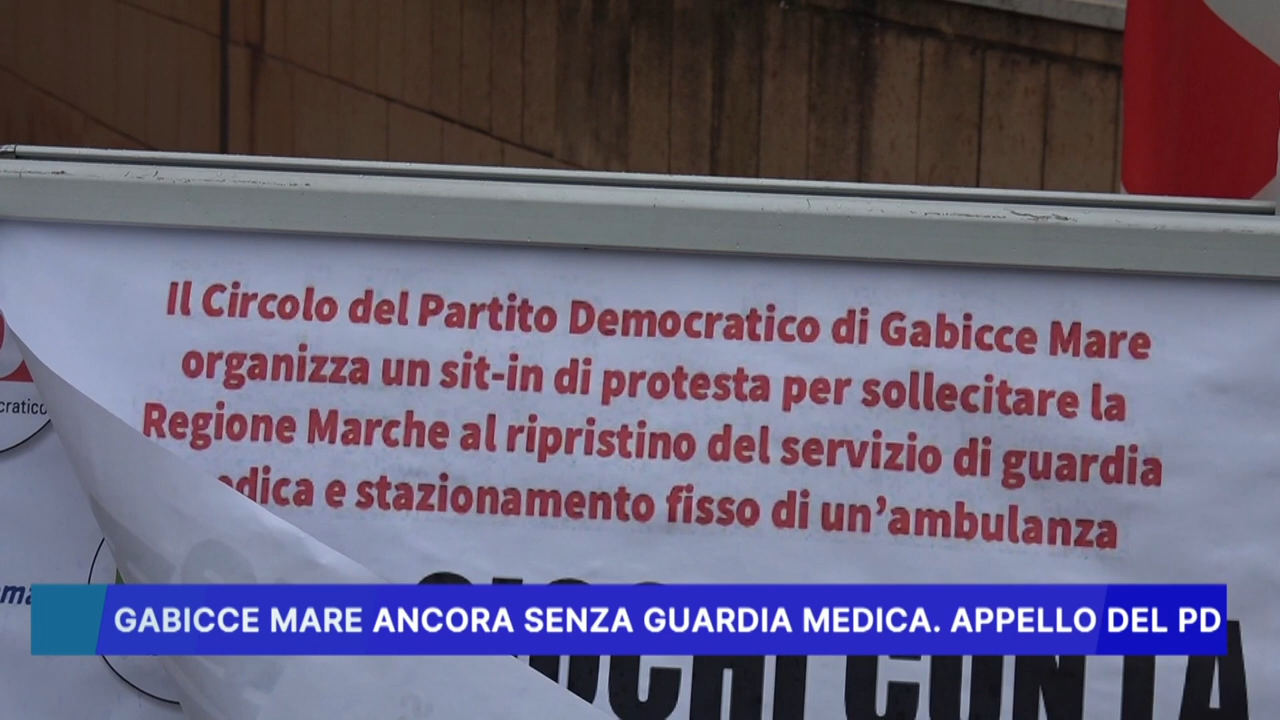 Il Circolo del Partito Democratico di Gabicce Mare
organizza un sit-in di protesta per sollecitare la
Regione Marche al ripristino del servizio di guardia
edica e stazionamento fisso di un'ambulanza
cratico
GABICCE MARE ANCORA SENZA GUARDIA MEDICA. APPELLO DEL PD